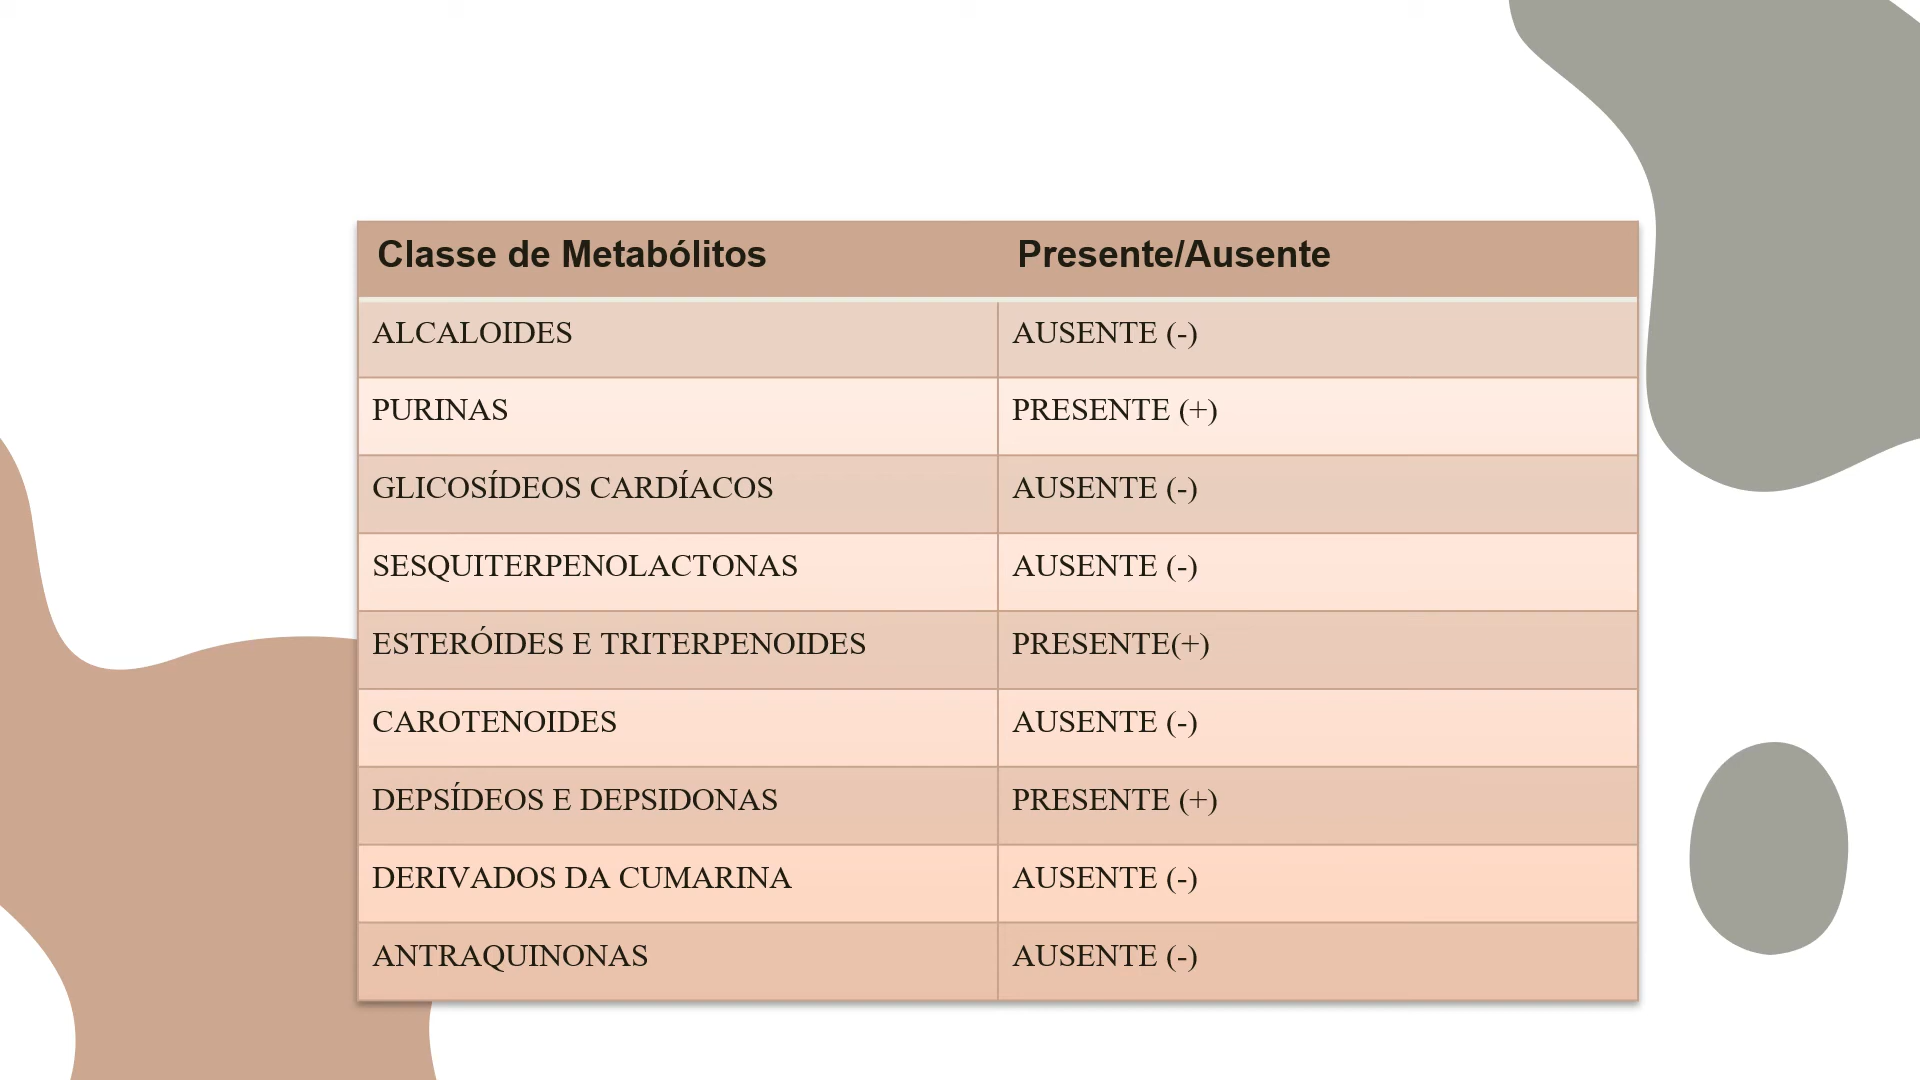 Classe de Metabólitos Presente/Ausente
ALCALOIDES AUSENTE (-)
PURINAS PRESENTE (+)
GLICOSÍDEOS CARDÍACOS AUSENTE (-)
SESQUITERPENOLACTONAS AUSENTE (-)
ESTERÓIDES E TRITERPENOIDES PRESENTE(+)
CAROTENOIDES AUSENTE (-)
DEPSÍDEOS E DEPSIDONAS PRESENTE (+)
DERIVADOS DA CUMARINA AUSENTE (-)
ANTRAQUINONAS AUSENTE (-)